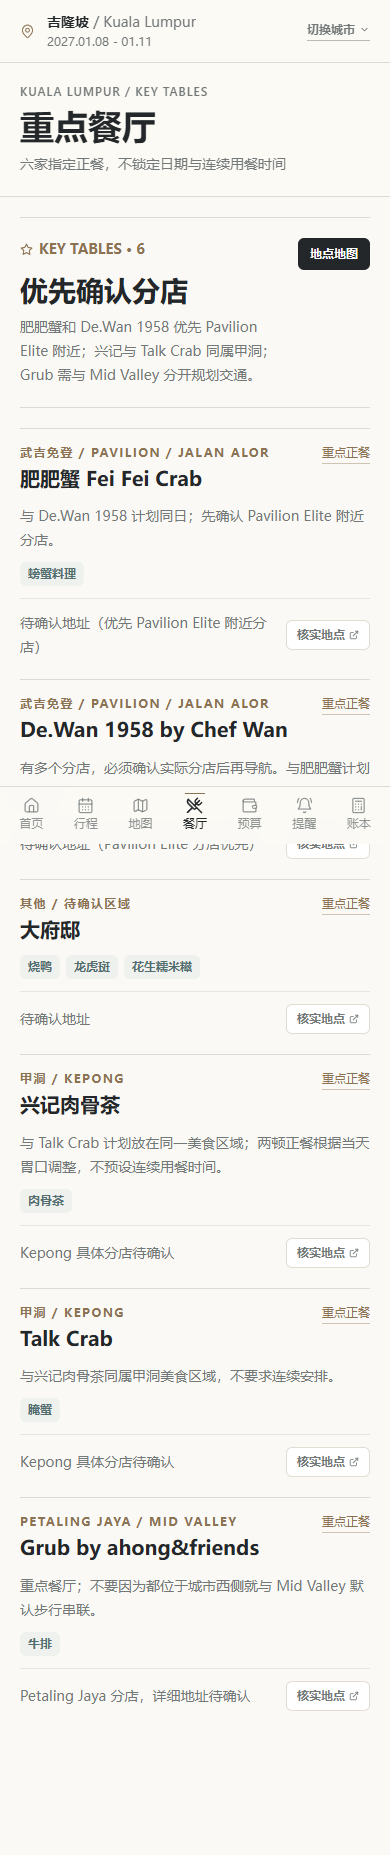 吉隆坡 / Kuala Lumpur
2027.01.08 - 01.11
切换城市
KUALA LUMPUR / KEY TABLES
重点餐厅
六家指定正餐，不锁定日期与连续用餐时间
KEY TABLES • 6
地点地图
优先确认分店
肥肥蟹和 De.Wan 1958 优先 Pavilion
Elite 附近；兴记与 Talk Crab 同属甲洞；
Grub 需与 Mid Valley 分开规划交通。
武吉免登 / PAVILION / JALAN ALOR
重点正餐
肥肥蟹 Fei Fei Crab
与 De.Wan 1958 计划同日；先确认 Pavilion Elite 附近
分店。
螃蟹料理
待确认地址（优先 Pavilion Elite 附近分
店）
核实地点
武吉免登 / PAVILION / JALAN ALOR
重点正餐
De.Wan 1958 by Chef Wan
有多个分店，必须确认实际分店后再导航。与肥肥蟹计划
首页
行程
地图
餐厅
预算
提醒
账本
待确认地址（Pavilion Elite 分店优先）
核实地点
其他 / 待确认区域
重点正餐
大府邸
烧鸭
龙虎斑
花生糯米糍
待确认地址
核实地点
甲洞 / KEPONG
重点正餐
兴记肉骨茶
与 Talk Crab 计划放在同一美食区域；两顿正餐根据当天
胃口调整，不预设连续用餐时间。
肉骨茶
Kepong 具体分店待确认
核实地点
甲洞 / KEPONG
重点正餐
Talk Crab
与兴记肉骨茶同属甲洞美食区域，不要求连续安排。
腌蟹
Kepong 具体分店待确认
核实地点
PETALING JAYA / MID VALLEY
重点正餐
Grub by ahong&friends
重点餐厅；不要因为都位于城市西侧就与 Mid Valley 默
认步行串联。
牛排
Petaling Jaya 分店，详细地址待确认
核实地点